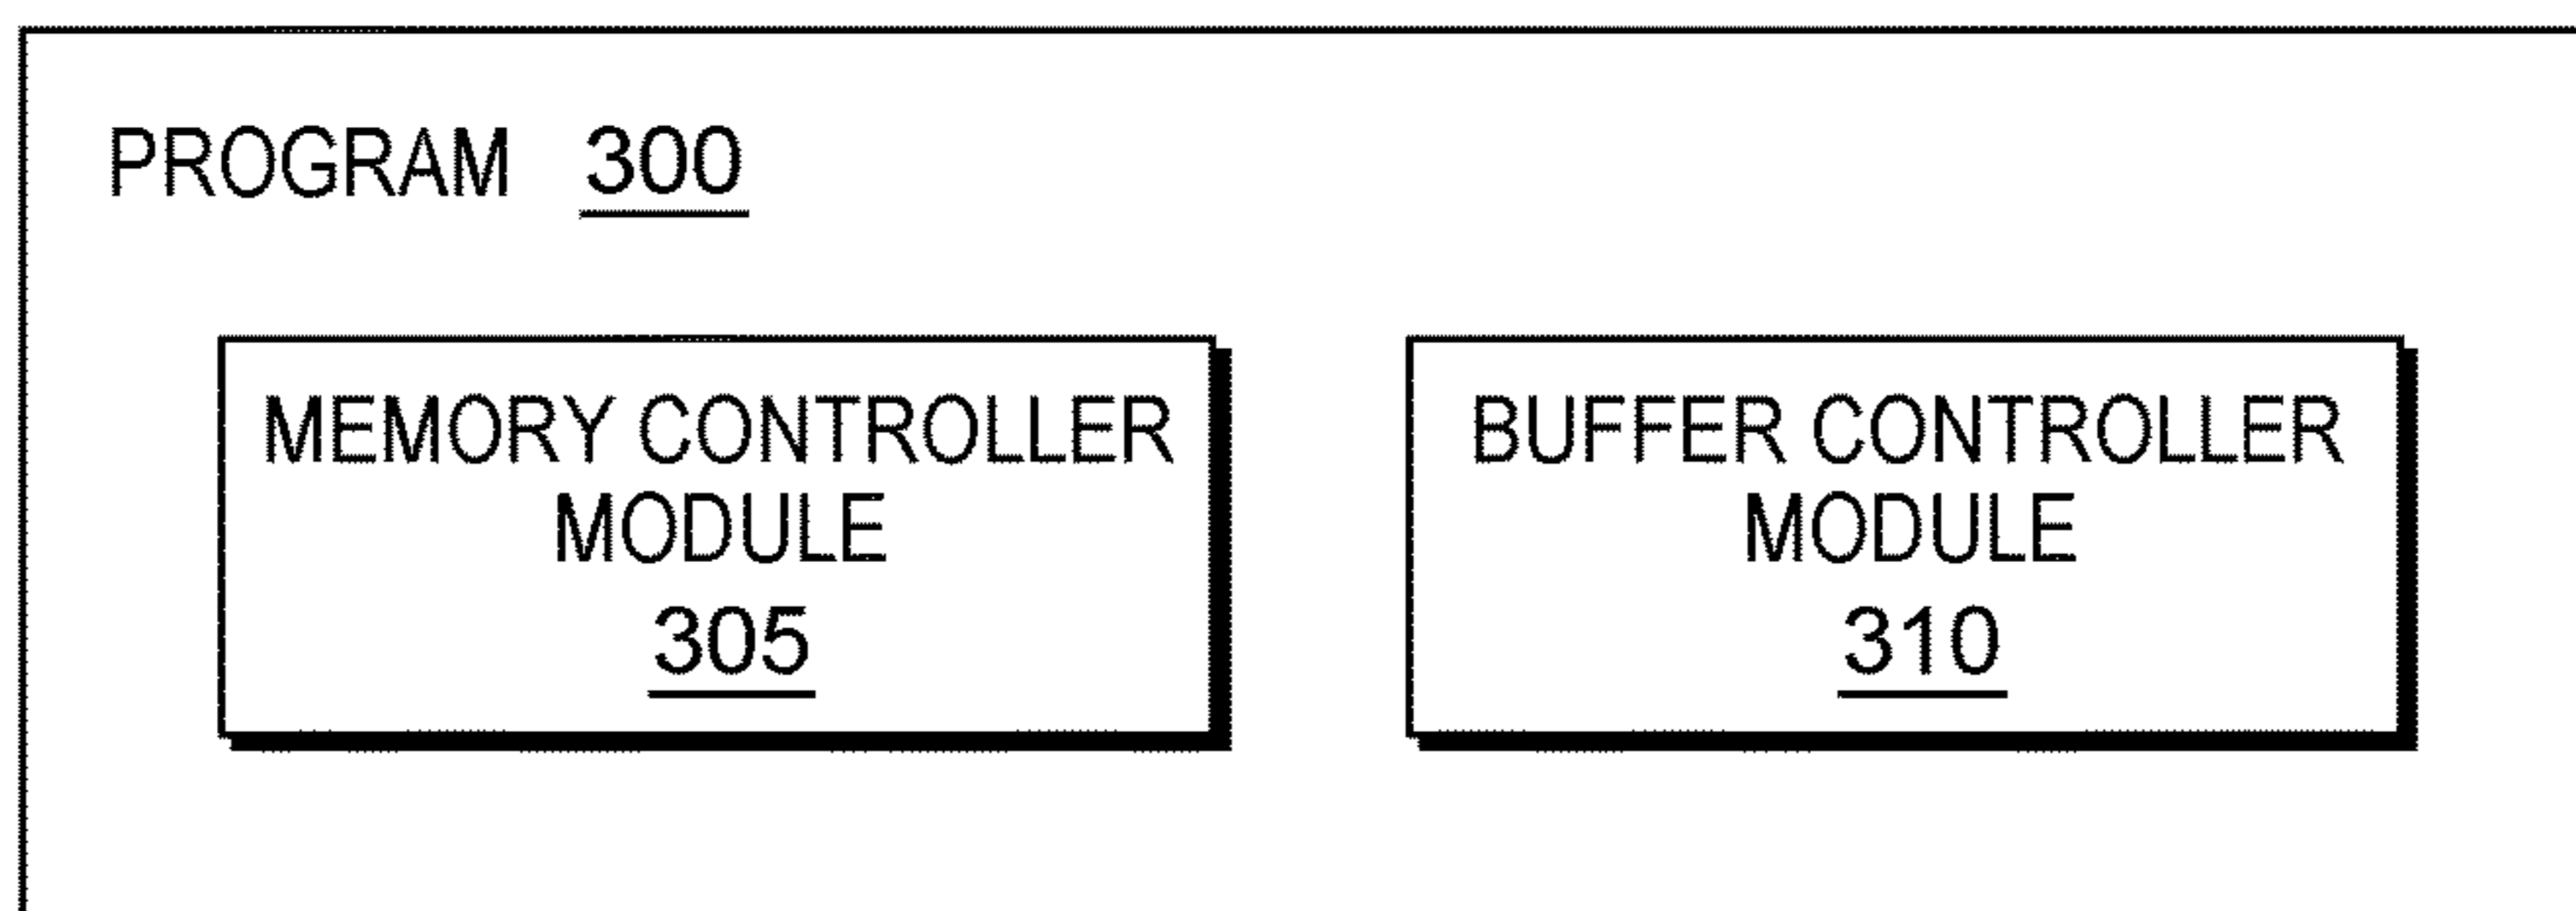 PROGRAM 300
MEMORY CONTROLLER
MODULE
305
BUFFER CONTROLLER
MODULE
310